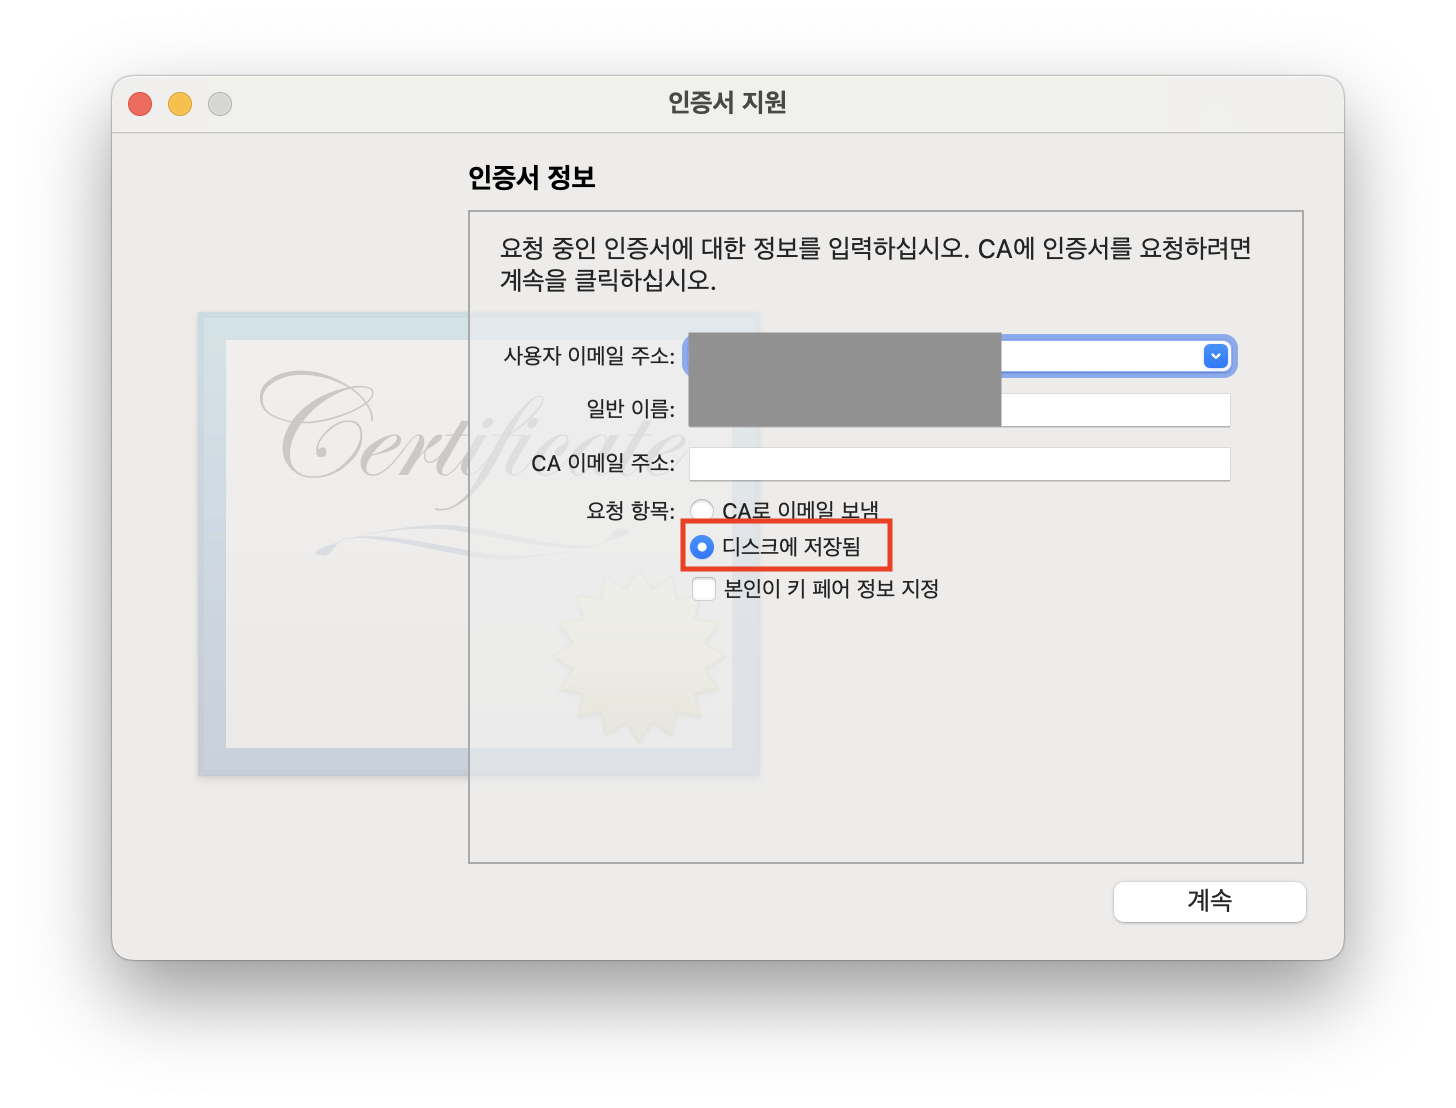 인증서 지원
인증서 정보
요청 중인 인증서에 대한 정보를 입력하십시오. CA에 인증서를 요청하려면
계속을 클릭하십시오.
Certificate
사용자 이메일 주소:
일반 이름:
CA 이메일 주소:
요청 항목:
CA로 이메일 보냄
디스크에 저장됨
본인이 키 페어 정보 지정
계속